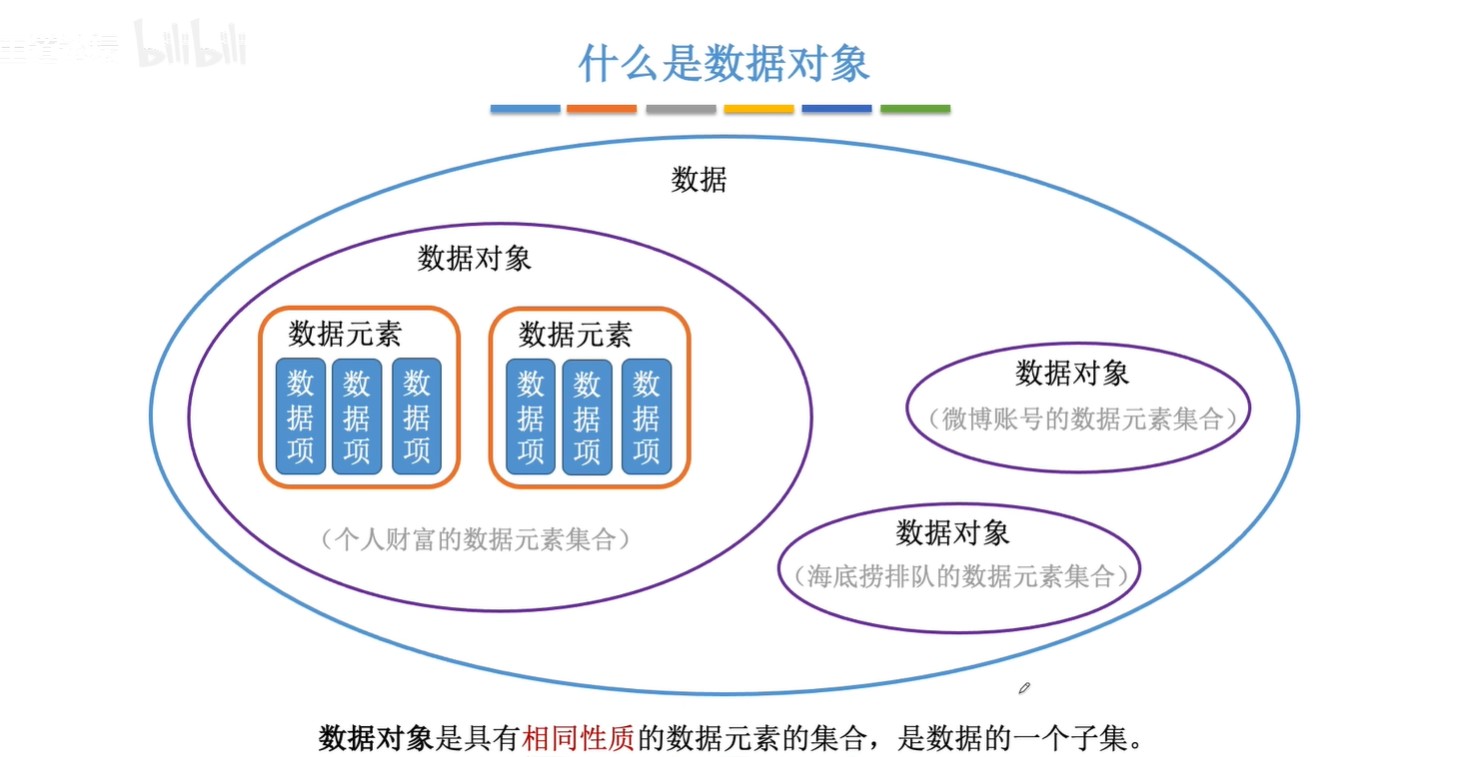 bilibili
什么是数据对象
数据
数据对象
数据元素
数据项
数据项
数据项
数据元素
数据项
数据项
数据项
（个人财富的数据元素集合）
数据对象
（微博账号的数据元素集合）
数据对象
（海底捞排队的数据元素集合）
数据对象是具有相同性质的数据元素的集合，是数据的一个子集。